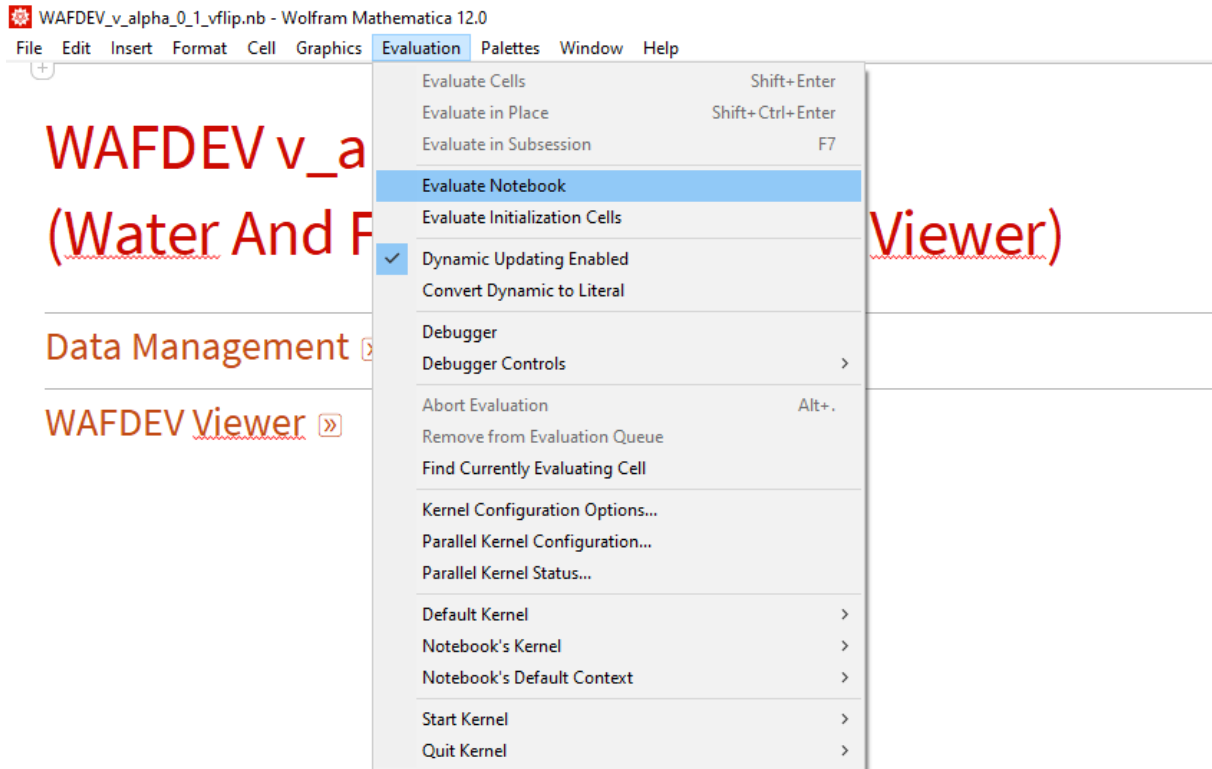 WAFDEV_v_alpha_0_1_vflip.nb - Wolfram Mathematica 12.0
File Edit Insert Format Cell Graphics Evaluation Palettes Window Help
WAFDEV v_a
(Water And F
Viewer)
Data Management »
WAFDEV Viewer »
Evaluate Cells Shift+Enter
Evaluate in Place Shift+Ctrl+Enter
Evaluate in Subsession F7
Evaluate Notebook
Evaluate Initialization Cells
Dynamic Updating Enabled
Convert Dynamic to Literal
Debugger
Debugger Controls
Abort Evaluation Alt+.
Remove from Evaluation Queue
Find Currently Evaluating Cell
Kernel Configuration Options...
Parallel Kernel Configuration...
Parallel Kernel Status...
Default Kernel
Notebook's Kernel
Notebook's Default Context
Start Kernel
Quit Kernel